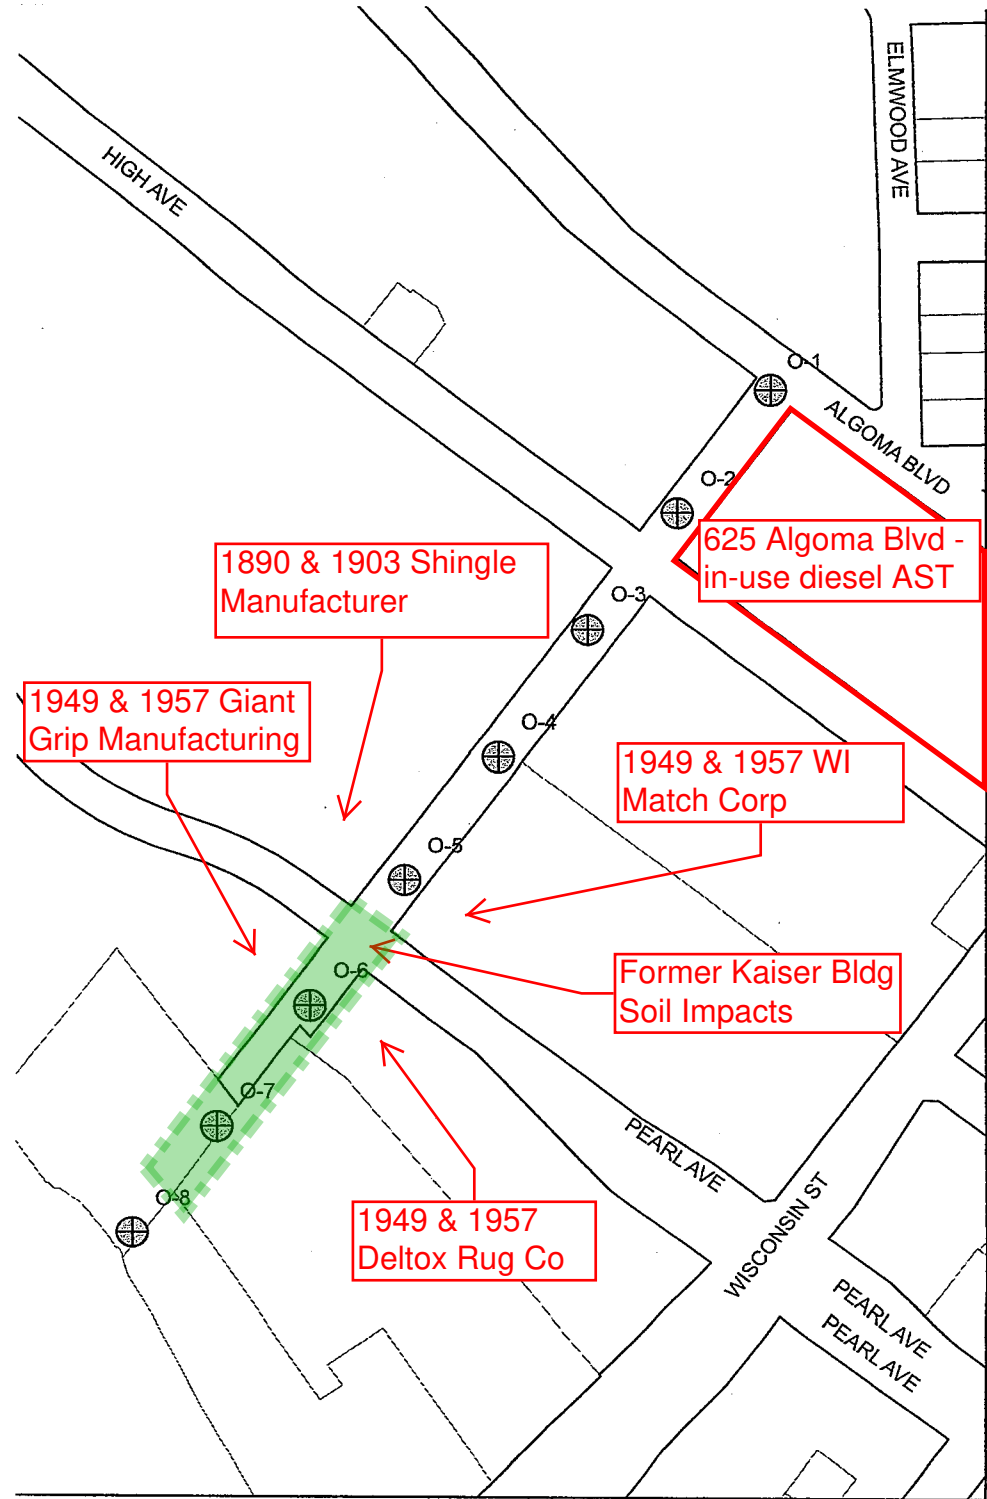 ELMWOOD AVE
HIGH AVE
O-1
ALGOMA BLVD
O-2
625 Algoma Blvd -
in-use diesel AST
1890 & 1903 Shingle
Manufacturer
O-3
1949 & 1957 Giant
Grip Manufacturing
O-4
1949 & 1957 WI
Match Corp
O-5
Former Kaiser Bldg
Soil Impacts
O-6
O-7
PEARL AVE
O-8
WISCONSIN ST
1949 & 1957
Deltox Rug Co
PEARL AVE
PEARL AVE